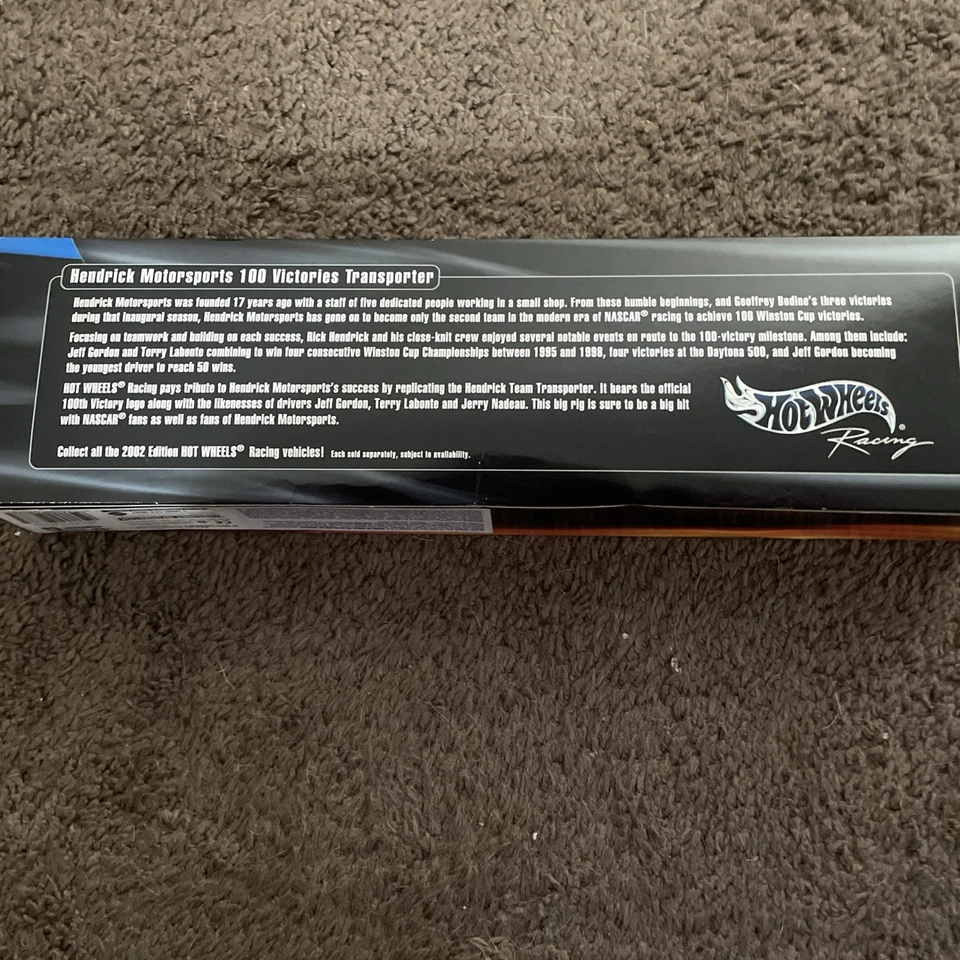 Hendrick Motorsports 100 Victories Transporter
Hendrick Motorsports was founded 17 years ago with a staff of five dedicated people working in a small shop. From those humble beginnings, and Geoffrey Bodine's three victories
during that inaugural season, Hendrick Motorsports has gone on to become only the second team in the modern era of NASCAR® racing to achieve 100 Winston Cup victories.
Focusing on teamwork and building on each success, Rick Hendrick and his close-knit crew enjoyed several notable events en route to the 100-victory milestone. Among them include:
Jeff Gordon and Terry Labonte combining to win four consecutive Winston Cup Championships between 1995 and 1998, four victories at the Daytona 500, and Jeff Gordon becoming
the youngest driver to reach 50 wins.
HOT WHEELS® Racing pays tribute to Hendrick Motorsports's success by replicating the Hendrick Team Transporter. It bears the official
100th Victory logo along with the likenesses of drivers Jeff Gordon, Terry Labonte and Jerry Nadeau. This big rig is sure to be a big hit
with NASCAR® fans as well as fans of Hendrick Motorsports.
Collect all the 2002 Edition HOT WHEELS® Racing vehicles! Each sold separately, subject to availability.
Hot Wheels®
Racing